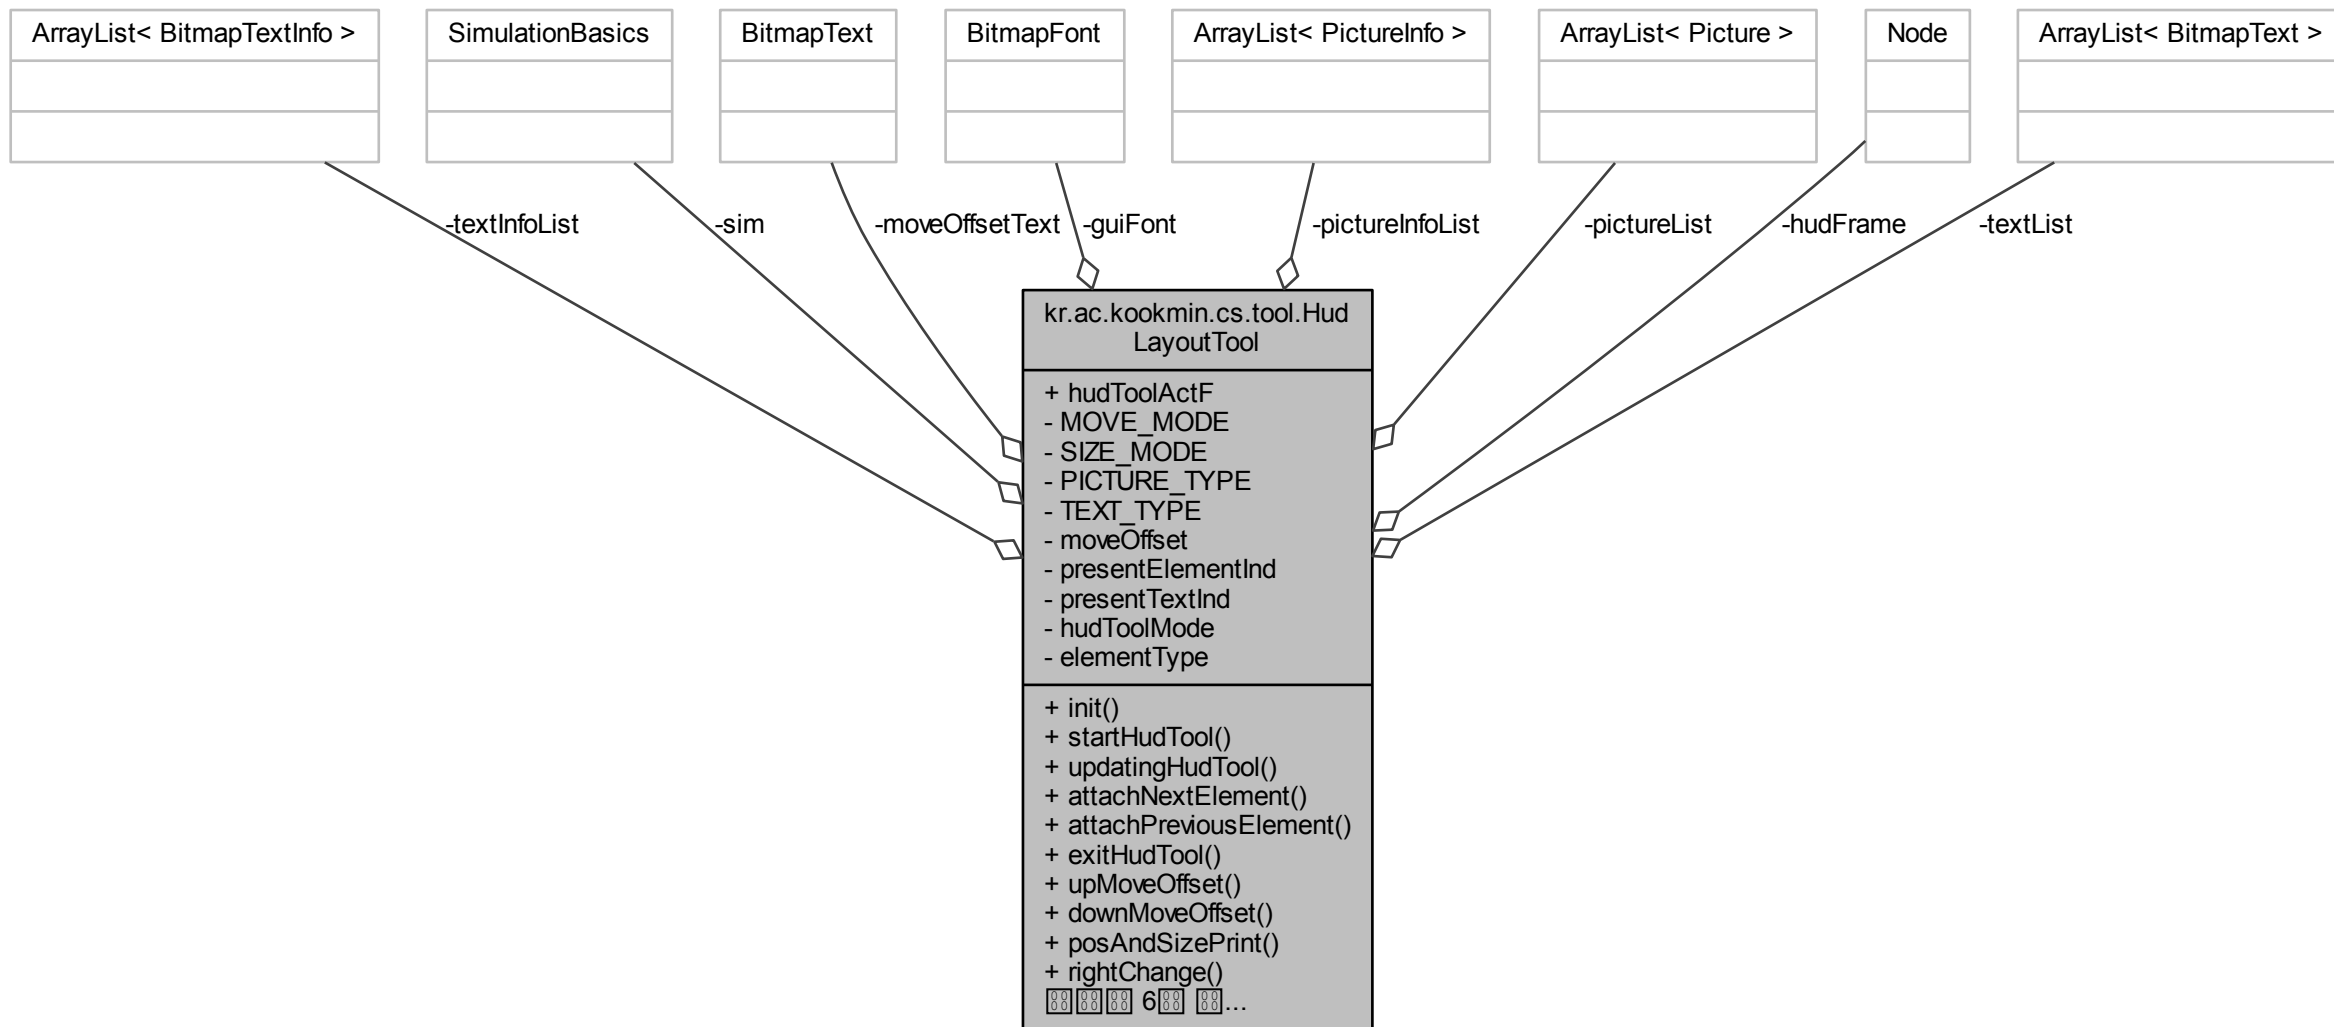 ArrayList< BitmapTextInfo >
SimulationBasics
BitmapText
BitmapFont
ArrayList< PictureInfo >
ArrayList< Picture >
Node
ArrayList< BitmapText >
-textInfoList
-sim
-moveOffsetText
-guiFont
-pictureInfoList
-pictureList
-hudFrame
-textList
kr.ac.kookmin.cs.tool.Hud
LayoutTool
+ hudToolActF
- MOVE_MODE
- SIZE_MODE
- PICTURE_TYPE
- TEXT_TYPE
- moveOffset
- presentElementInd
- presentTextInd
- hudToolMode
- elementType
+ init()
+ startHudTool()
+ updatingHudTool()
+ attachNextElement()
+ attachPreviousElement()
+ exitHudTool()
+ upMoveOffset()
+ downMoveOffset()
+ posAndSizePrint()
+ rightChange()
6 ...